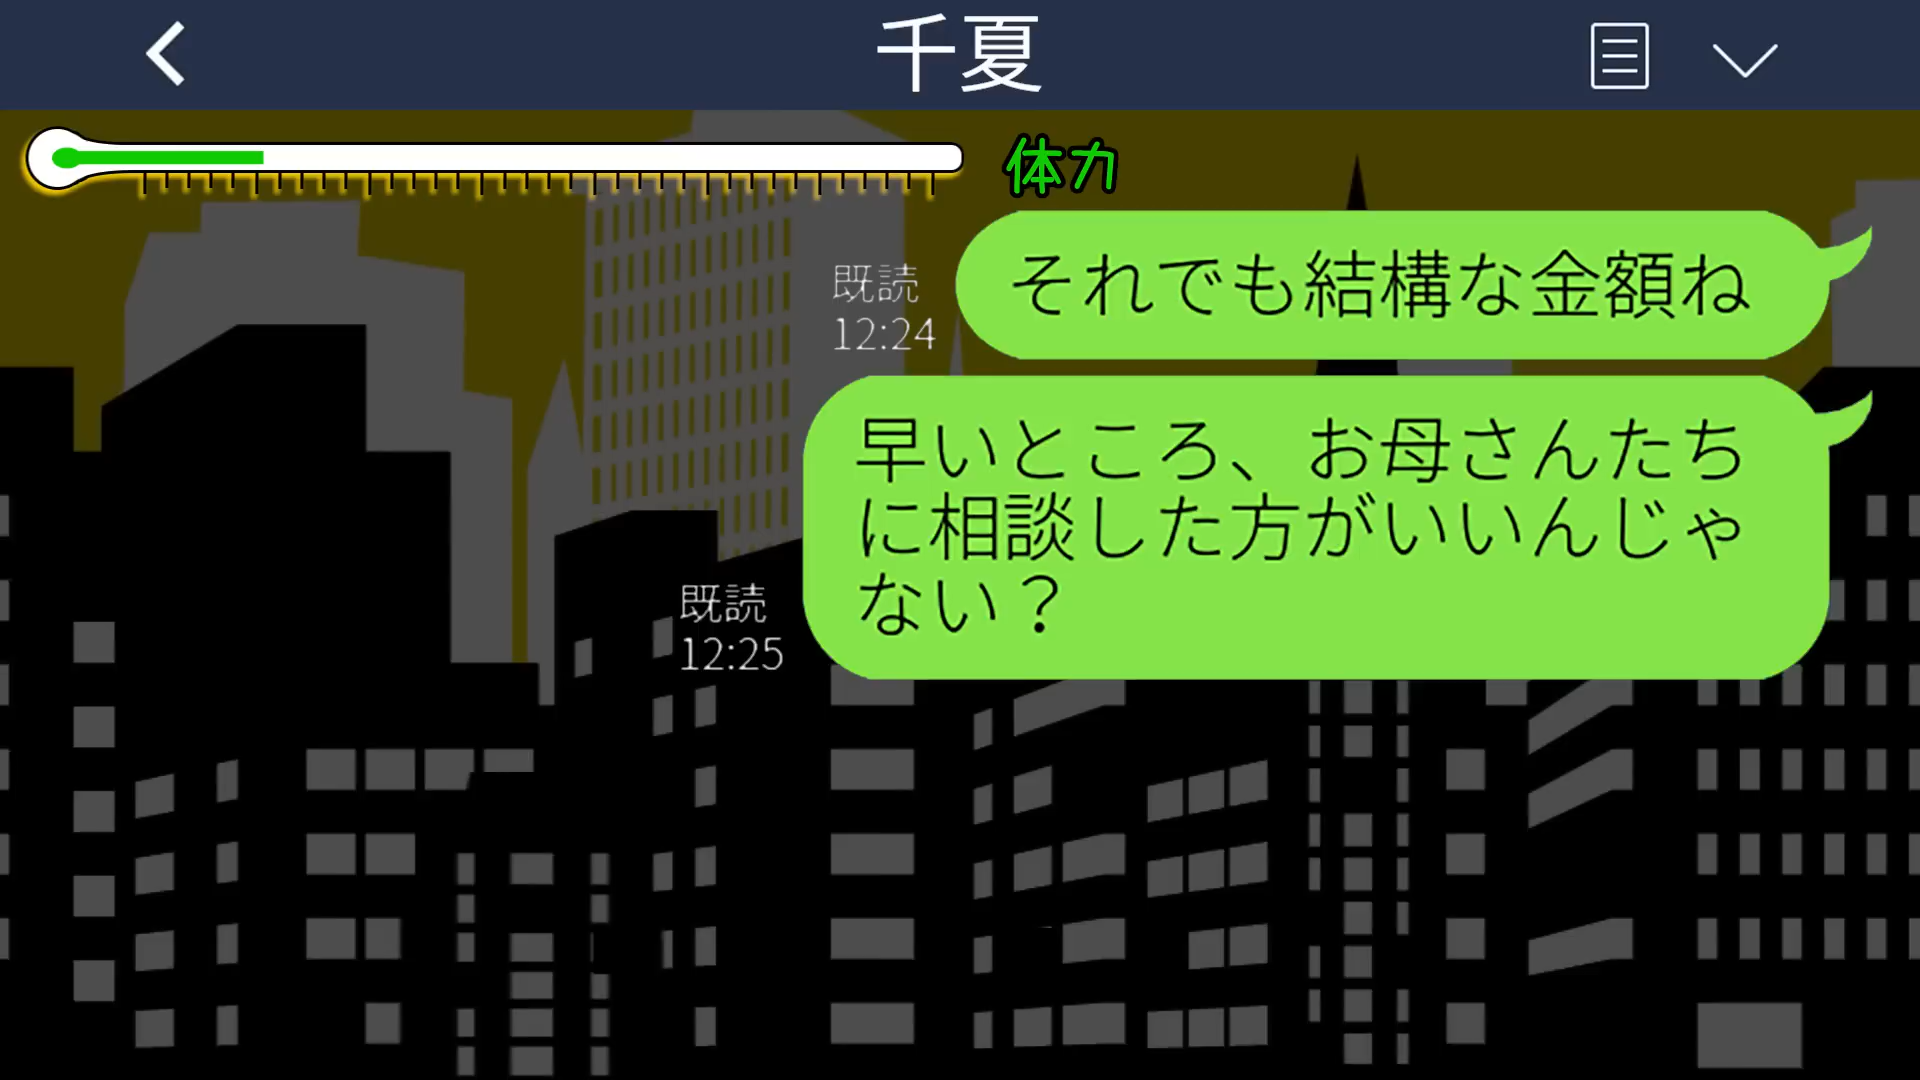 千夏
体力
それでも結構な金額ね
既読
12:24
早いところ、お母さんたち
に相談した方がいいんじゃ
ない？
既読
12:25